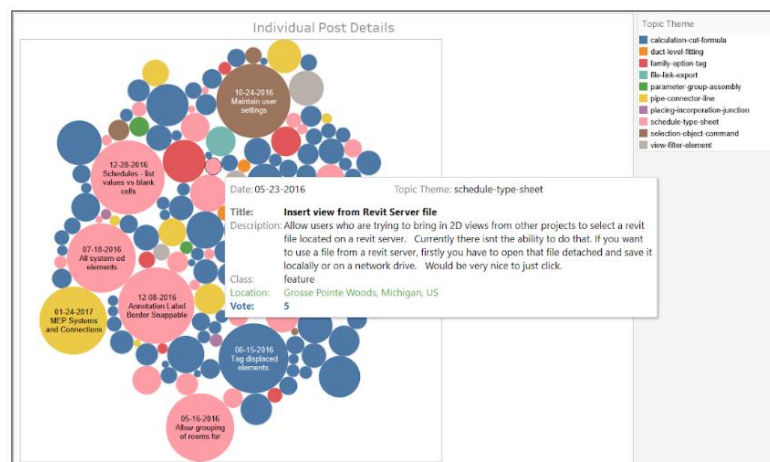 Individual Post Details
Topic Theme
calculation-cut-formula
duct-level-fitting
family-option-tag
file-link-export
parameter-group-assembly
pipe-connector-line
placing-incorporation-junction
schedule-type-sheet
selection-object-command
view-filter-element
10-24-2016
Maintain user
settings
12-28-2016
Schedules - list
values vs blank
cells
07-18-2016
All system-od
elements
12-08-2016
Annotation Label
Border Snappable
01-24-2017
MEP Systems
and Connections
06-15-2016
Tag displaced
elements
05-16-2016
Allow grouping
of rooms for
Date: 05-23-2016 Topic Theme: schedule-type-sheet
Title: Insert view from Revit Server file
Description: Allow users who are trying to bring in 2D views from other projects to select a revit
file located on a revit server. Currently there isnt the ability to do that. If you want
to use a file from a revit server, firstly you have to open that file detached and save it
locally or on a network drive. Would be very nice to just click.
Class: feature
Location: Grosse Pointe Woods, Michigan, US
Vote: 5